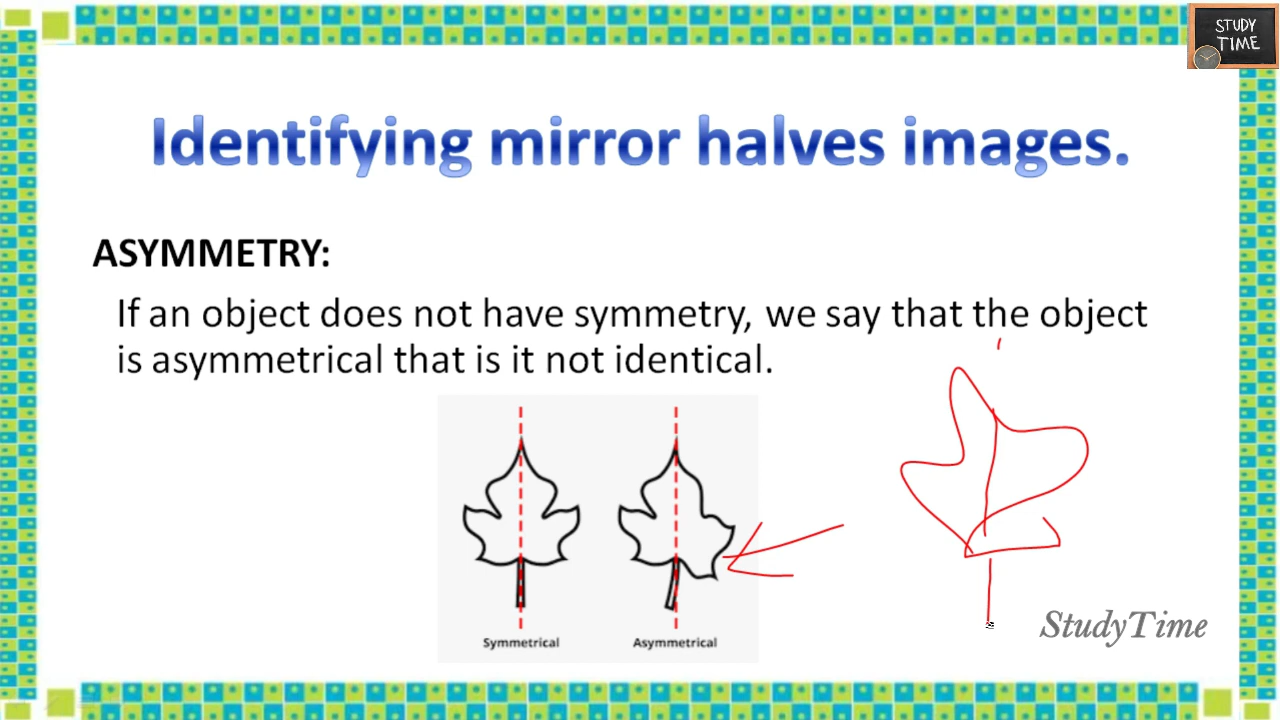 STUDY
TIME
Identifying mirror halves images.
ASYMMETRY:
If an object does not have symmetry, we say that the object
is asymmetrical that is it not identical.
Symmetrical
Asymmetrical
StudyTime